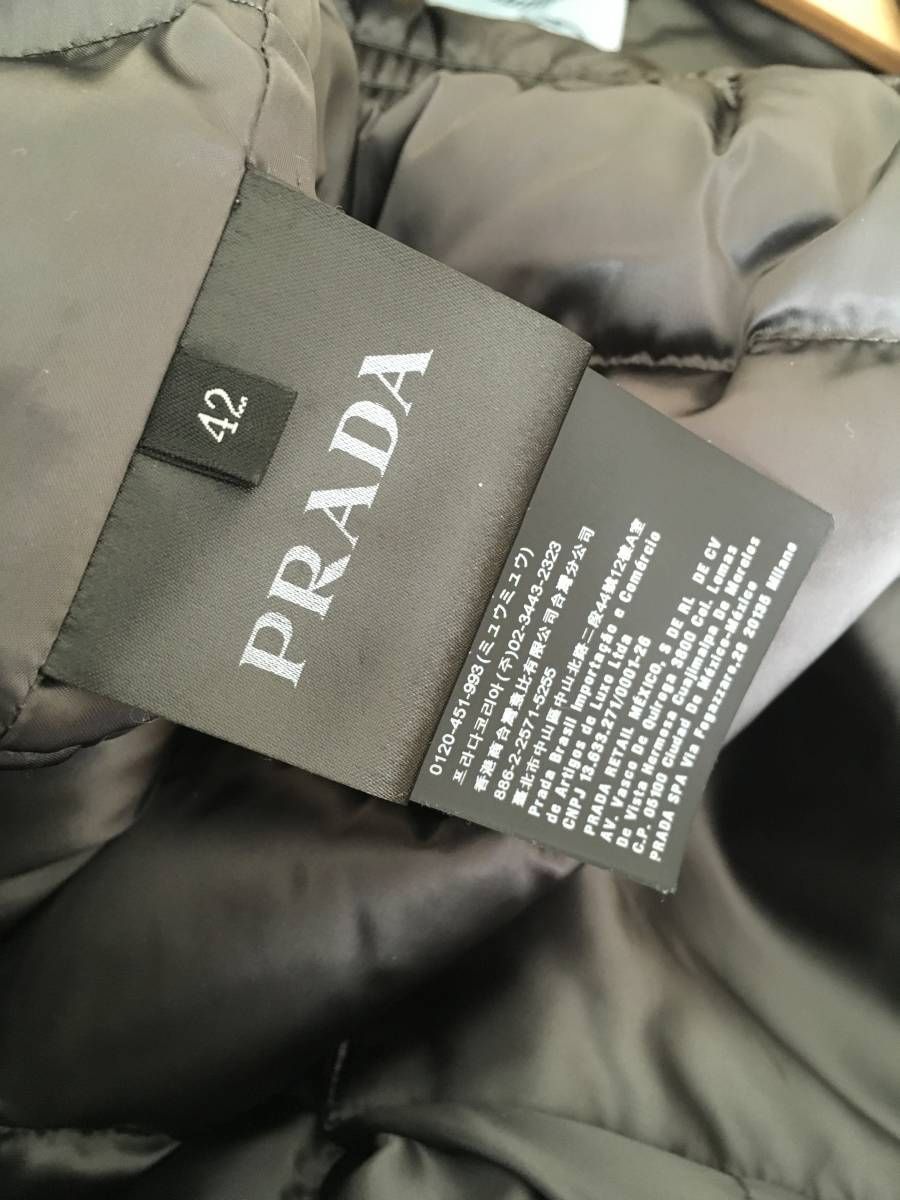 PRADA
42
0120-451-993 (ミュウミュウ)
프라다코리아 (주) 02-3443-2323
香港商台灣壹比有限公司台灣分公司
886-2-2571-5255
臺北市中山區中山北路二段44號12樓A室
Prada Brasil Importação e Comércio
de Artigos de Luxo Ltda
CNPJ 13.633.271/0001-26
PRADA RETAIL MÉXICO, S DE RL DE CV
AV. Vasco De Quiroga 3800 Col. Lomas
De Vista Hermosa Cuajimalpa De Morelos
C.P. 05100 Ciudad De Mexico-México
PRADA SPA Via Fogazzaro,28 20135 Milano